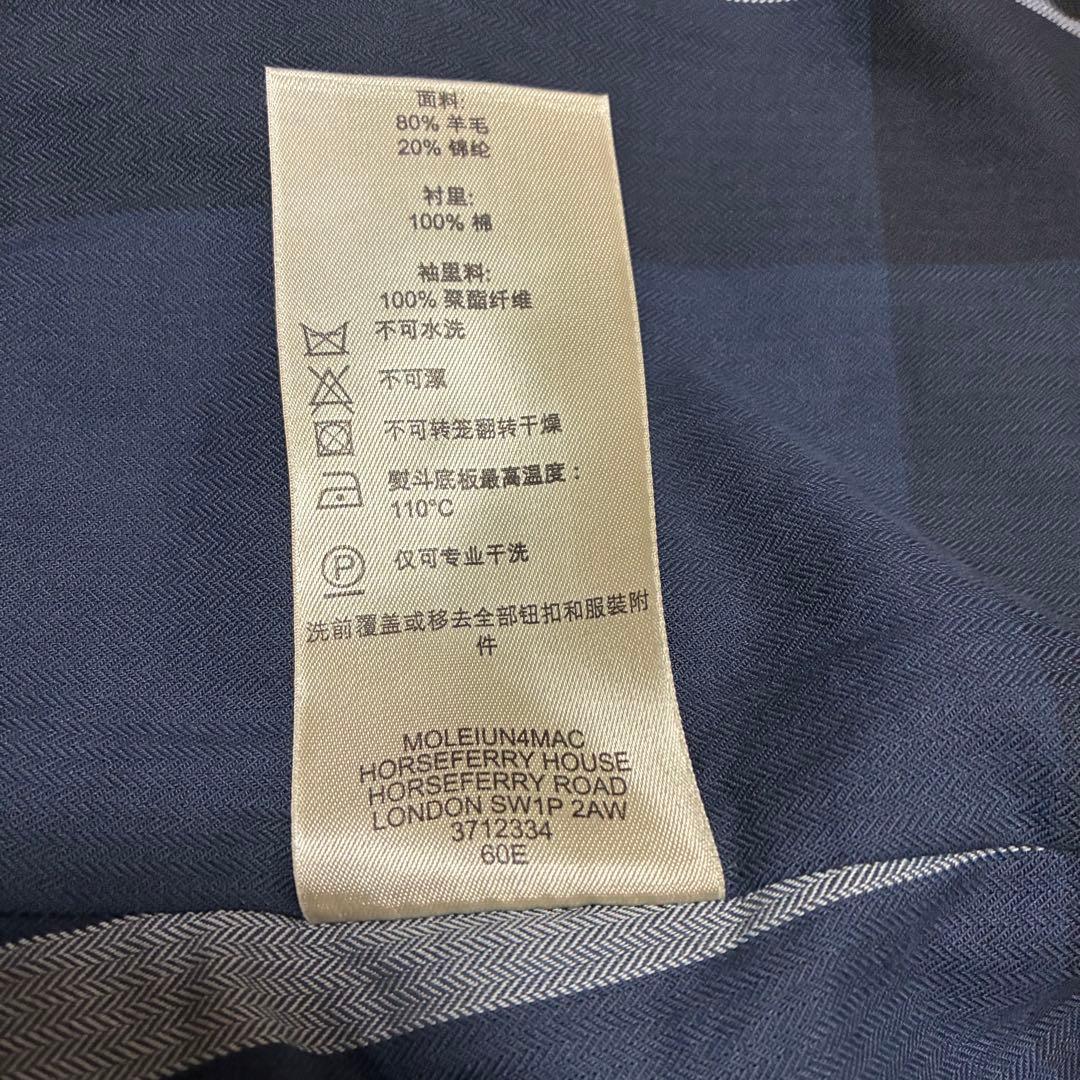 面料:
80% 羊毛
20% 锦纶
衬里:
100% 棉
袖里料:
100% 聚酯纤维
不可水洗
不可漂
不可转笼翻转干燥
熨斗底板最高温度：
110°C
P
仅可专业干洗
洗前覆盖或移去全部钮扣和服裝附
件
MOLEIUN4MAC
HORSEFERRY HOUSE
HORSEFERRY ROAD
LONDON SW1P 2AW
3712334
60E